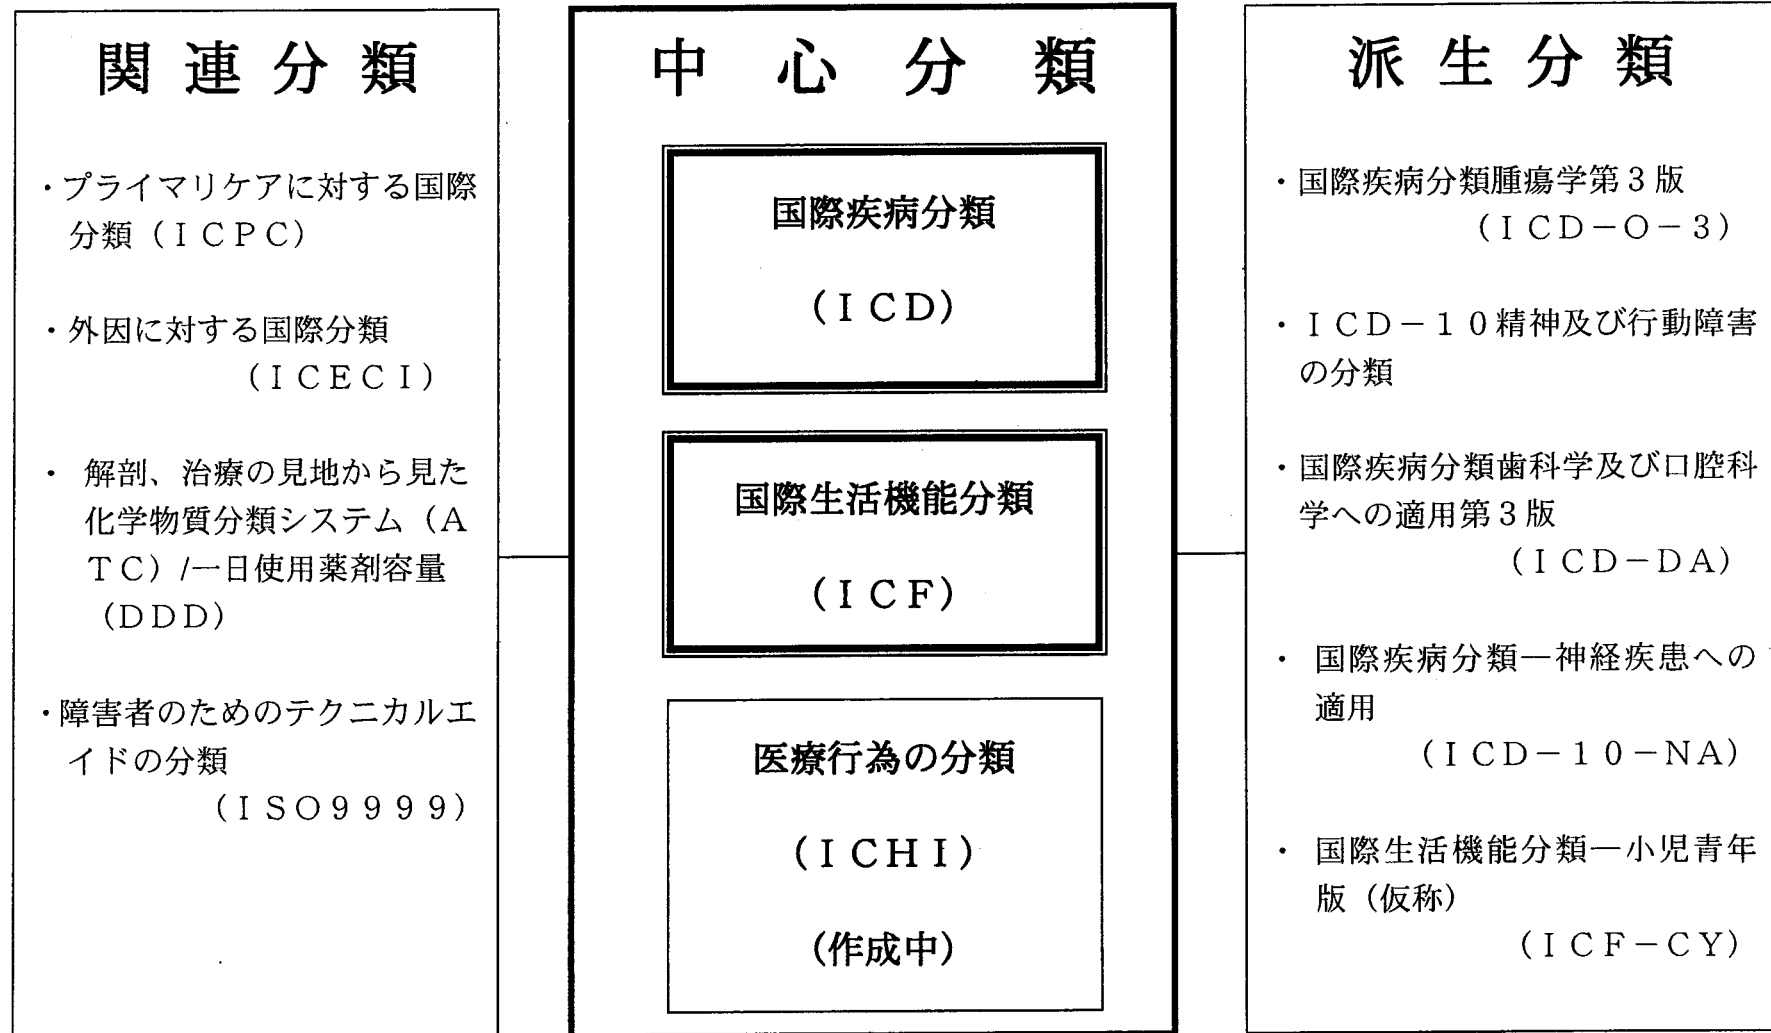 関連分類
・プライマリケアに対する国際
分類（ＩＣＰＣ）
・外因に対する国際分類
（ＩＣＥＣＩ）
・ 解剖、治療の見地から見た
化学物質分類システム（Ａ
ＴＣ）/一日使用薬剤容量
（ＤＤＤ）
・障害者のためのテクニカルエ
イドの分類
（ＩＳＯ９９９９）
中心分類
国際疾病分類
（ＩＣＤ）
国際生活機能分類
（ＩＣＦ）
医療行為の分類
（ＩＣＨＩ）
（作成中）
派生分類
・国際疾病分類腫瘍学第３版
（ＩＣＤ－Ｏ－３）
・ＩＣＤ－１０精神及び行動障害
の分類
・国際疾病分類歯科学及び口腔科
学への適用第３版
（ＩＣＤ－ＤＡ）
・ 国際疾病分類―神経疾患への
適用
（ＩＣＤ－１０－ＮＡ）
・ 国際生活機能分類―小児青年
版（仮称）
（ＩＣＦ－ＣＹ）